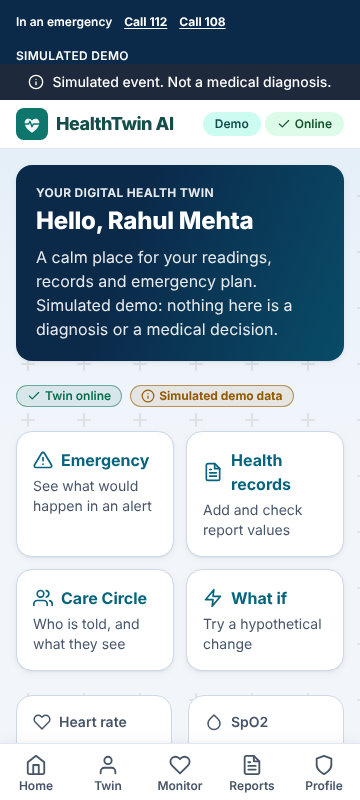 In an emergency Call 112 Call 108
SIMULATED DEMO
Simulated event. Not a medical diagnosis.
HealthTwin AI Demo Online
YOUR DIGITAL HEALTH TWIN
Hello, Rahul Mehta
A calm place for your readings,
records and emergency plan.
Simulated demo: nothing here is a
diagnosis or a medical decision.
Twin online Simulated demo data
Emergency
See what would
happen in an alert
Health
records
Add and check
report values
Care Circle
Who is told, and
what they see
What if
Try a hypothetical
change
Heart rate SpO2
Home Twin Monitor Reports Profile